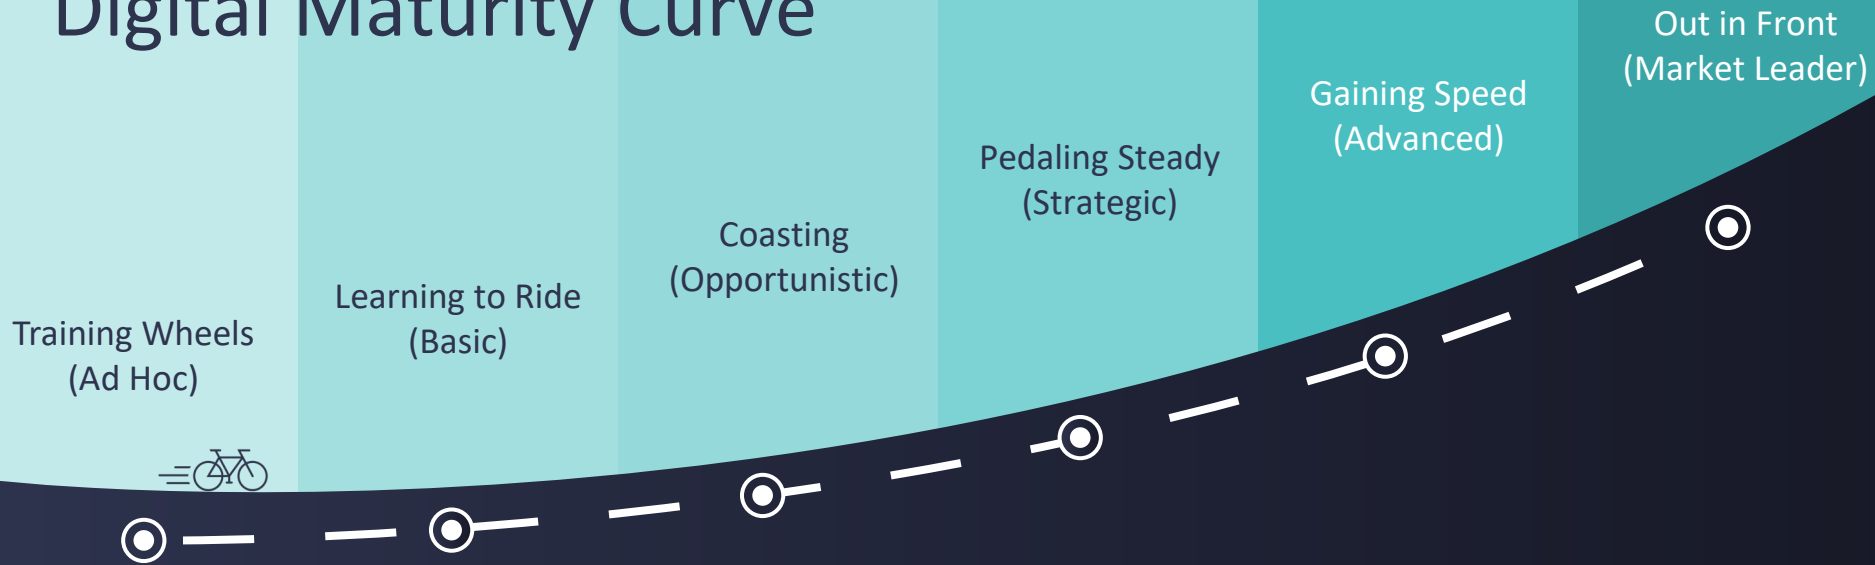 Digital Maturity Curve
Training Wheels
(Ad Hoc)
Learning to Ride
(Basic)
Coasting
(Opportunistic)
Pedaling Steady
(Strategic)
Gaining Speed
(Advanced)
Out in Front
(Market Leader)